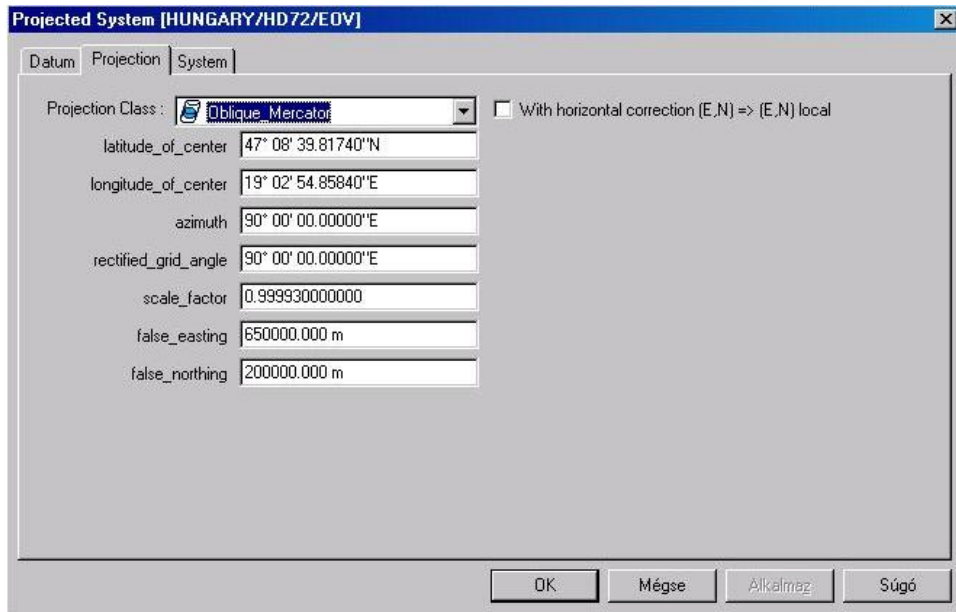 Projected System [HUNGARY/HD72/EOV]
Datum Projection System
Projection Class : Oblique_Mercator With horizontal correction (E,N) => (E,N) local
latitude_of_center 47° 08' 39.81740''N
longitude_of_center 19° 02' 54.85840''E
azimuth 90° 00' 00.00000''E
rectified_grid_angle 90° 00' 00.00000''E
scale_factor 0.999930000000
false_easting 650000.000 m
false_northing 200000.000 m
OK Mégse Alkalmaz Súgó